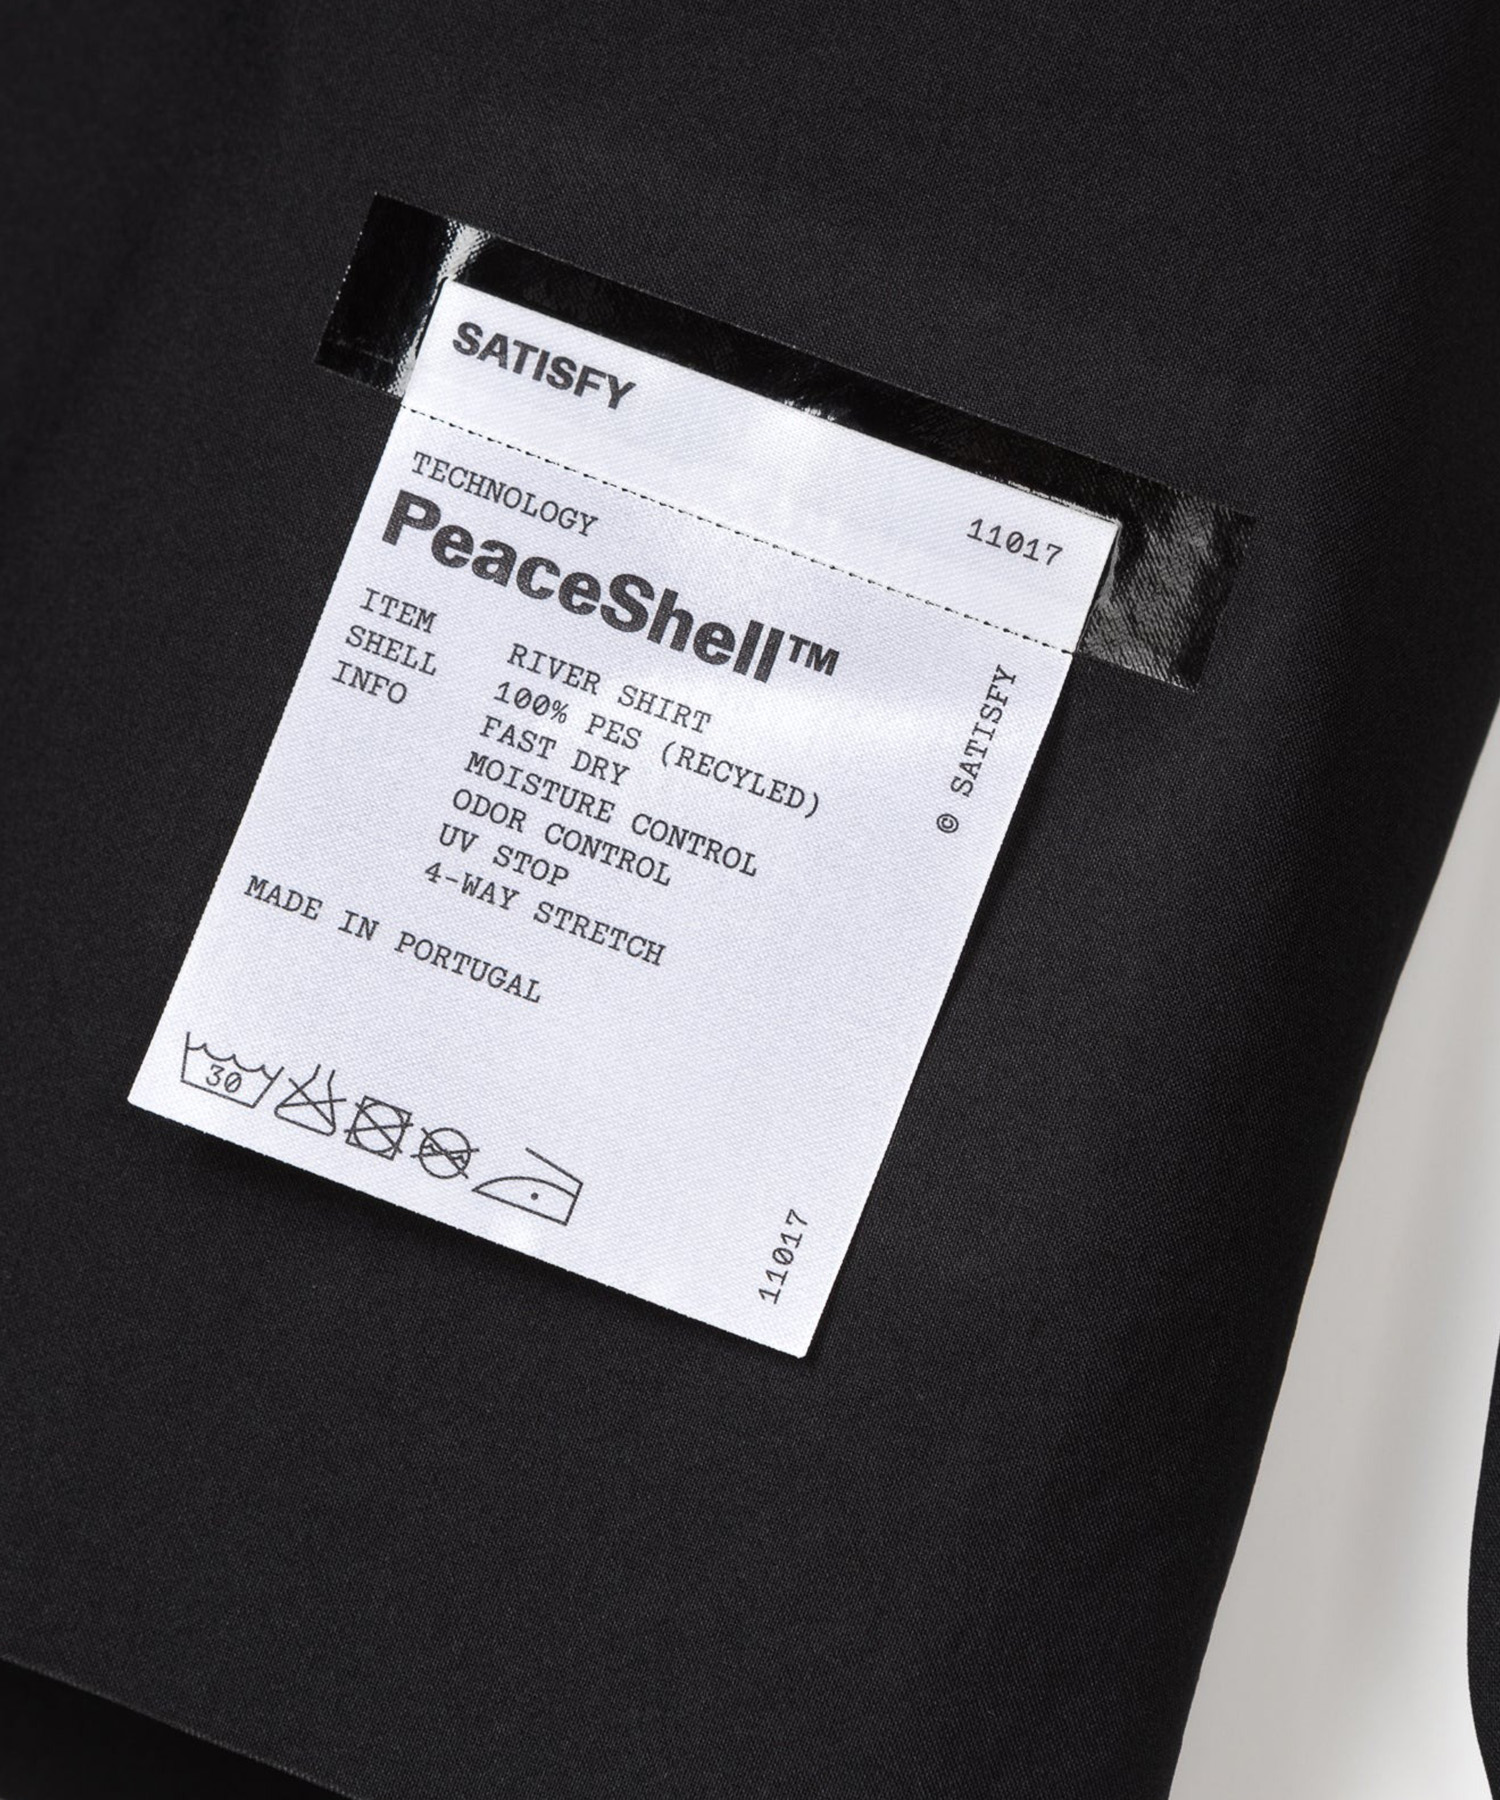 SATISFY
11017
TECHNOLOGY
PeaceShell™
ITEM RIVER SHIRT
SHELL 100% PES (RECYLED)
INFO FAST DRY
MOISTURE CONTROL
ODOR CONTROL
UV STOP
4-WAY STRETCH
MADE IN PORTUGAL
© SATISFY
30
11017